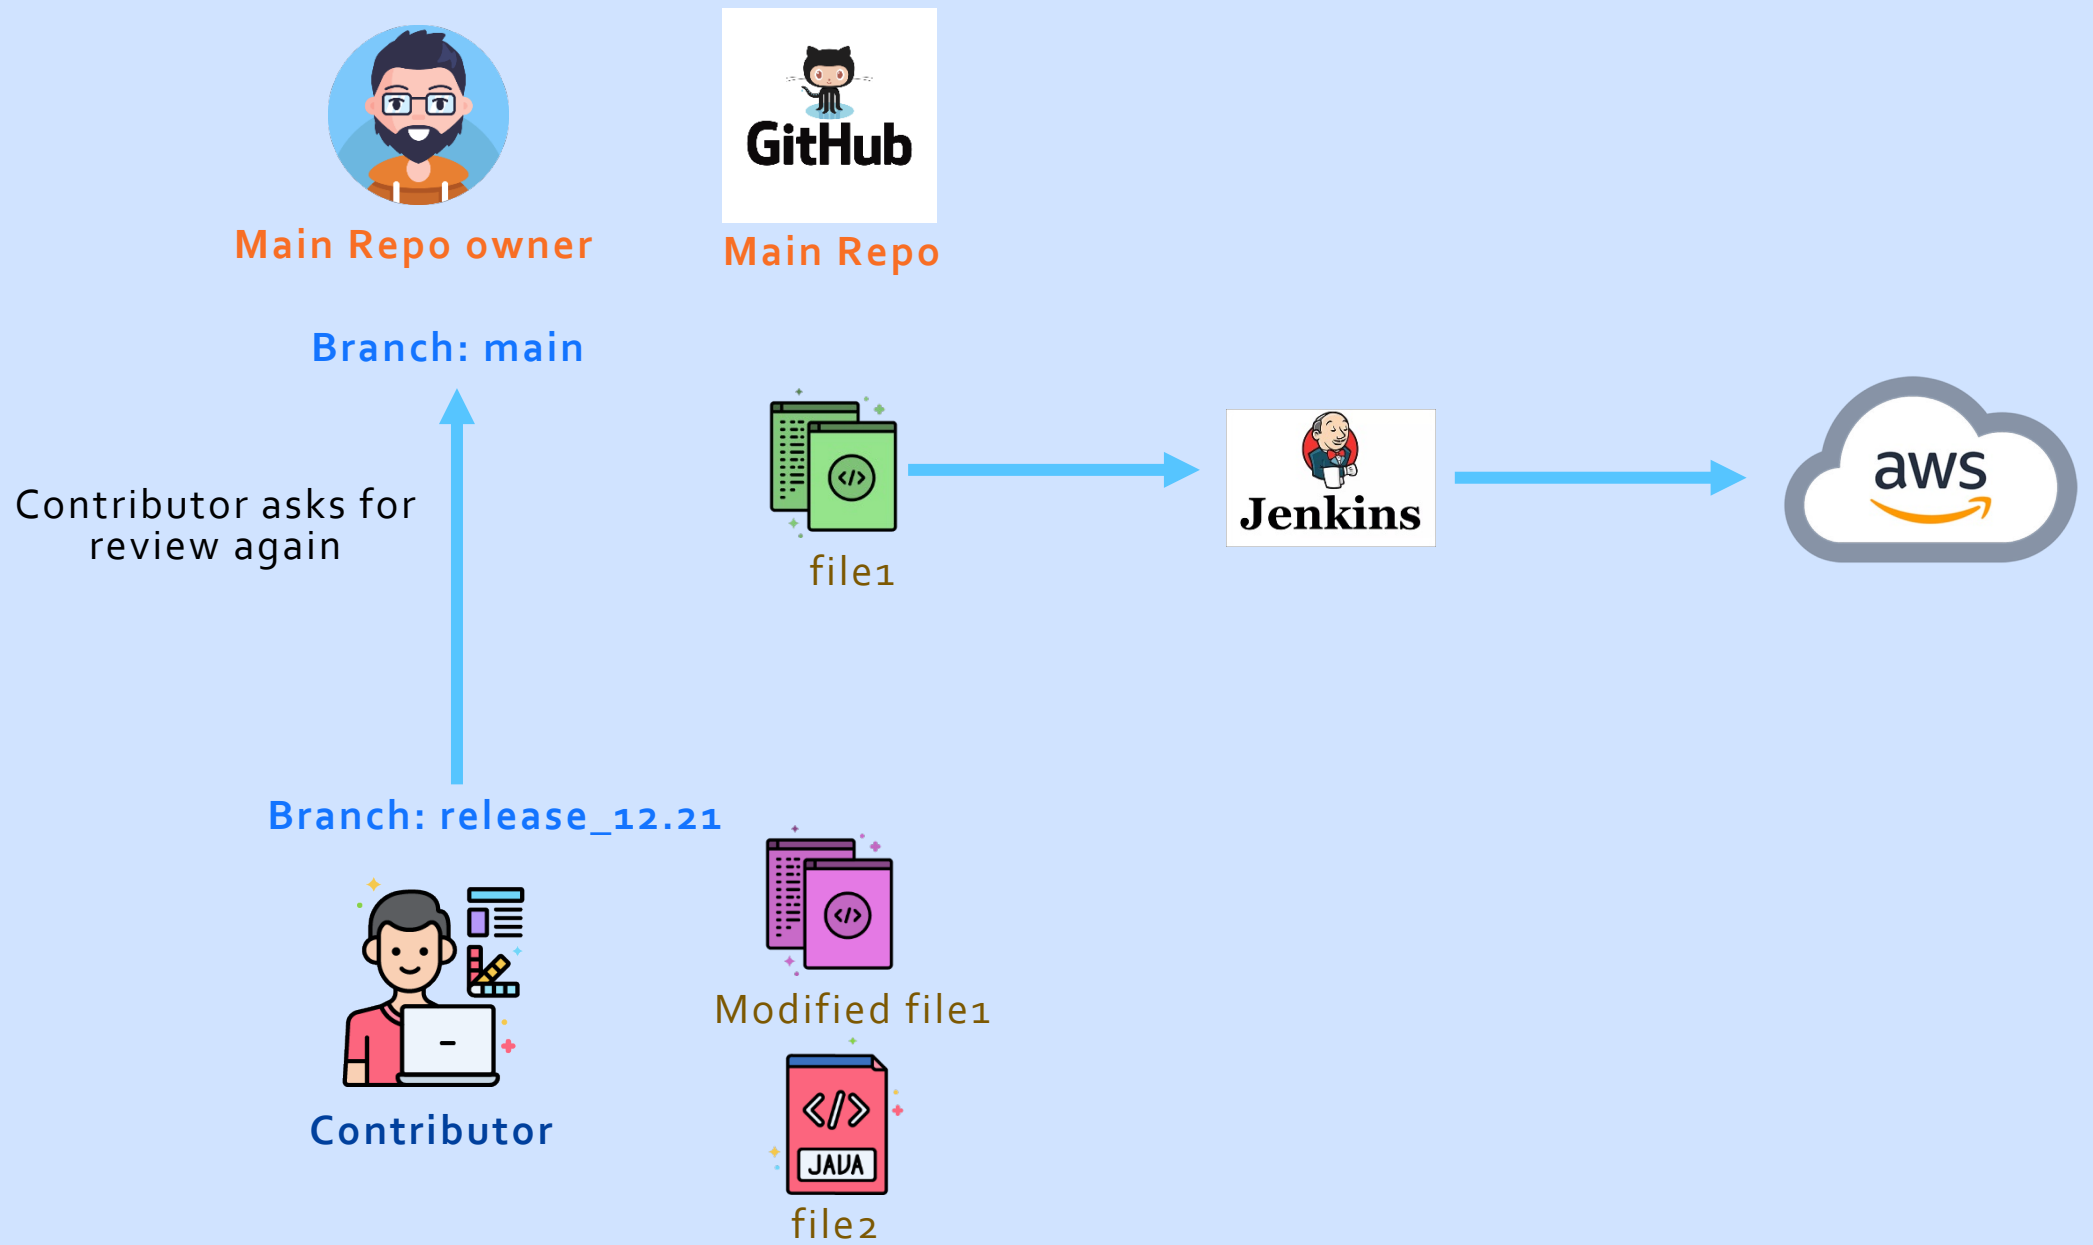 GitHub
Main Repo owner
Main Repo
Branch: main
Contributor asks for
review again
</>
file1
Jenkins
aws
Branch: release_12.21
</>
Modified file1
</>
JAVA
Contributor
file2